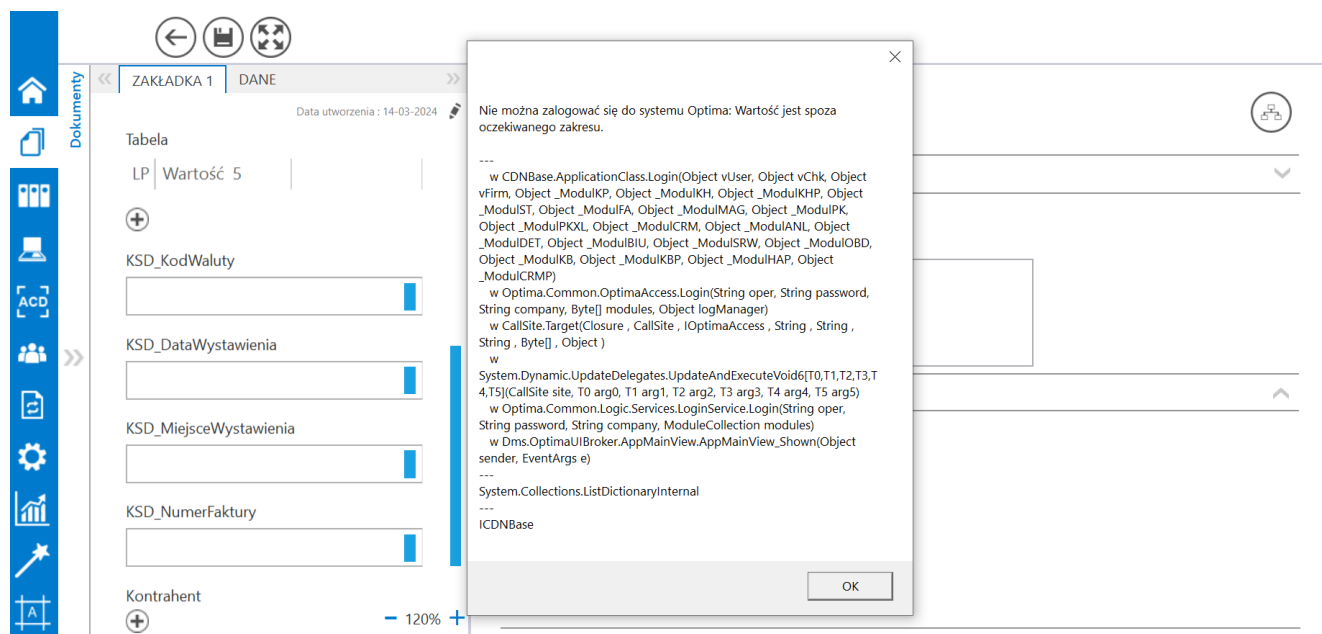 Dokumenty
ACD
A
ZAKŁADKA 1 DANE
Data utworzenia : 14-03-2024
Tabela
LP Wartość 5
KSD_KodWaluty
KSD_DataWystawienia
KSD_MiejsceWystawienia
KSD_NumerFaktury
Kontrahent
120%
Nie można zalogować się do systemu Optima: Wartość jest spoza
oczekiwanego zakresu.
---
w CDNBase.ApplicationClass.Login(Object vUser, Object vChk, Object
vFirm, Object _ModulKP, Object _ModulKH, Object _ModulKHP, Object
_ModulST, Object _ModulFA, Object _ModulMAG, Object _ModulPK,
Object _ModulPKXL, Object _ModulCRM, Object _ModulANL, Object
_ModulDET, Object _ModulBIU, Object _ModulSRW, Object _ModulOBD,
Object _ModulKB, Object _ModulKBP, Object _ModulHAP, Object
_ModulCRMP)
w Optima.Common.OptimaAccess.Login(String oper, String password,
String company, Byte[] modules, Object logManager)
w CallSite.Target(Closure , CallSite , IOptimaAccess , String , String ,
String , Byte[] , Object )
w
System.Dynamic.UpdateDelegates.UpdateAndExecuteVoid6[T0,T1,T2,T3,T
4,T5](CallSite site, T0 arg0, T1 arg1, T2 arg2, T3 arg3, T4 arg4, T5 arg5)
w Optima.Common.Logic.Services.LoginService.Login(String oper,
String password, String company, ModuleCollection modules)
w Dms.OptimaUIBroker.AppMainView.AppMainView_Shown(Object
sender, EventArgs e)
---
System.Collections.ListDictionaryInternal
---
ICDNBase
OK